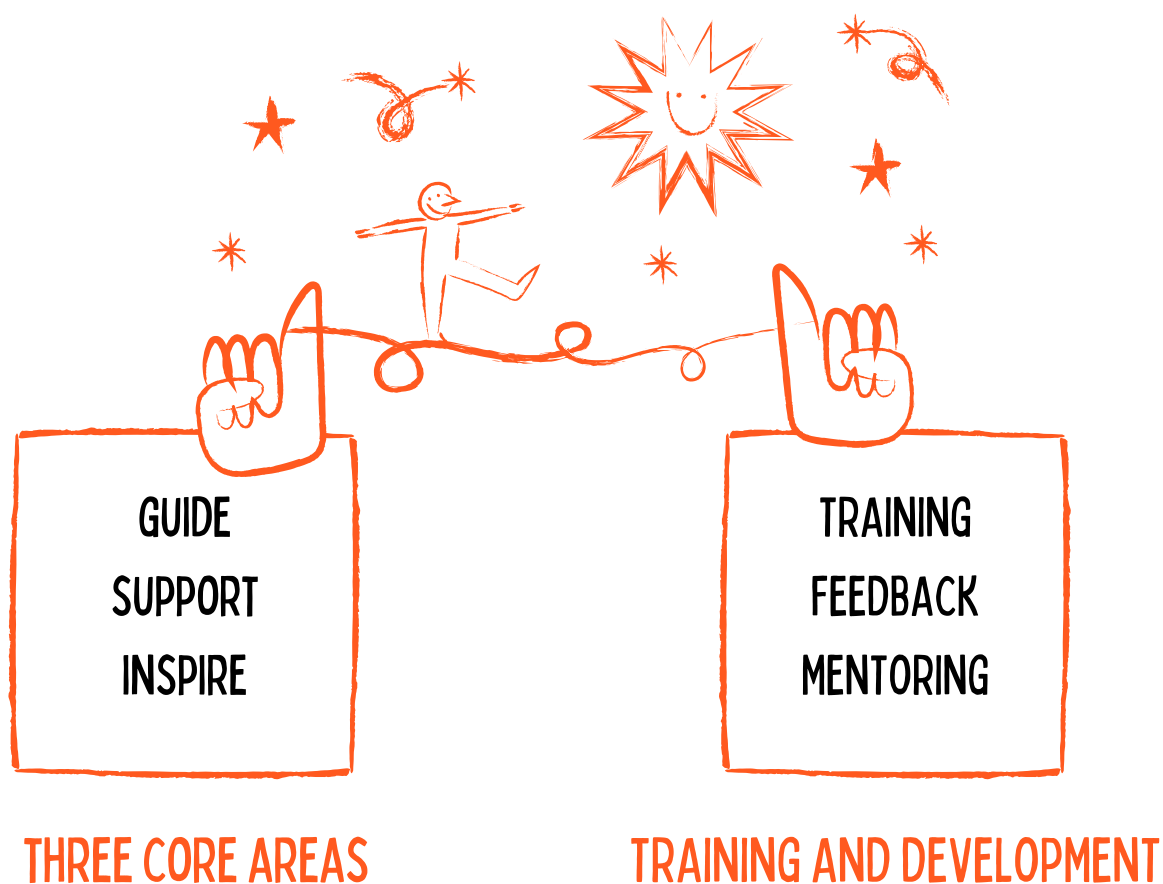 GUIDE
SUPPORT
INSPIRE
THREE CORE AREAS
TRAINING
FEEDBACK
MENTORING
TRAINING AND DEVELOPMENT